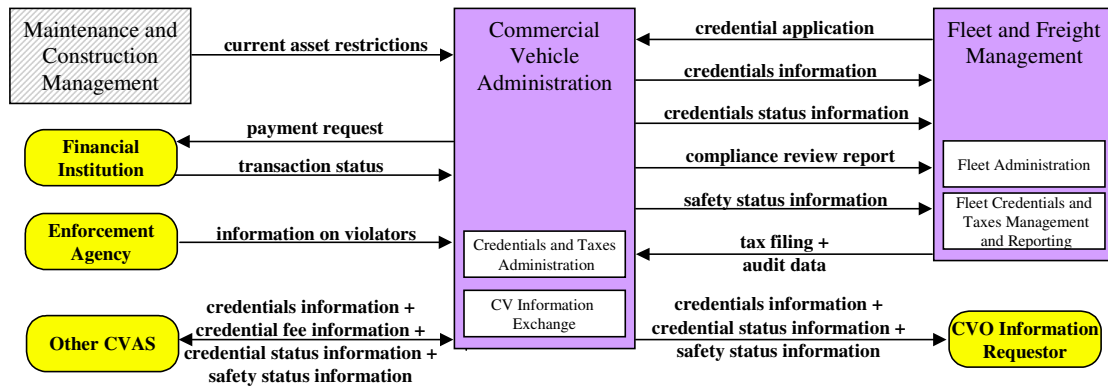 Maintenance and
Construction
Management
current asset restrictions
Commercial
Vehicle
Administration
credential application
Fleet and Freight
Management
credentials information
payment request
credentials status information
Financial
Institution
transaction status
compliance review report
Fleet Administration
safety status information
Fleet Credentials and
Taxes Management
and Reporting
Enforcement
Agency
information on violators
Credentials and Taxes
Administration
tax filing +
audit data
CV Information
Exchange
Other CVAS
credentials information +
credential fee information +
credential status information +
safety status information
credentials information +
credential status information +
safety status information
CVO Information
Requestor